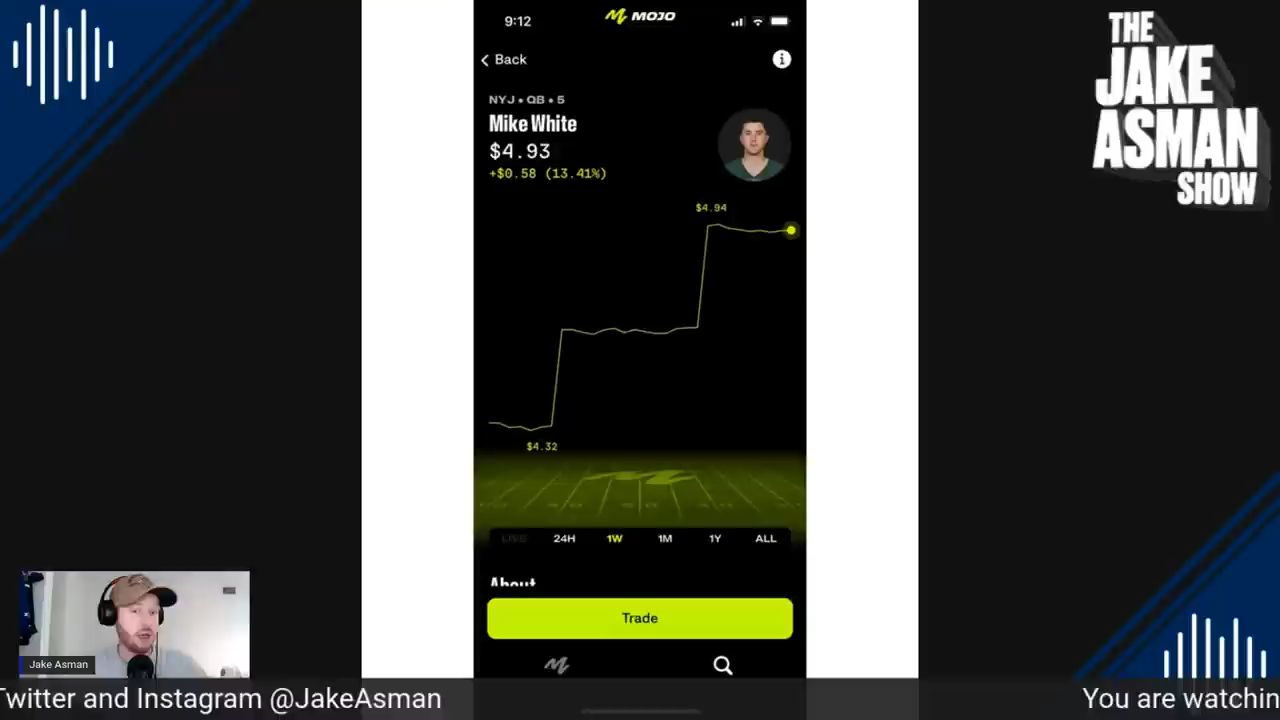 9:12
MOJO
Back
i
NYJ • QB • 5
Mike White
$4.93
+$0.58 (13.41%)
$4.94
$4.32
LIVE 24H 1W 1M 1Y ALL
About
Trade
THE
JAKE
ASMAN
SHOW
Jake Asman
Twitter and Instagram @JakeAsman
You are watchin